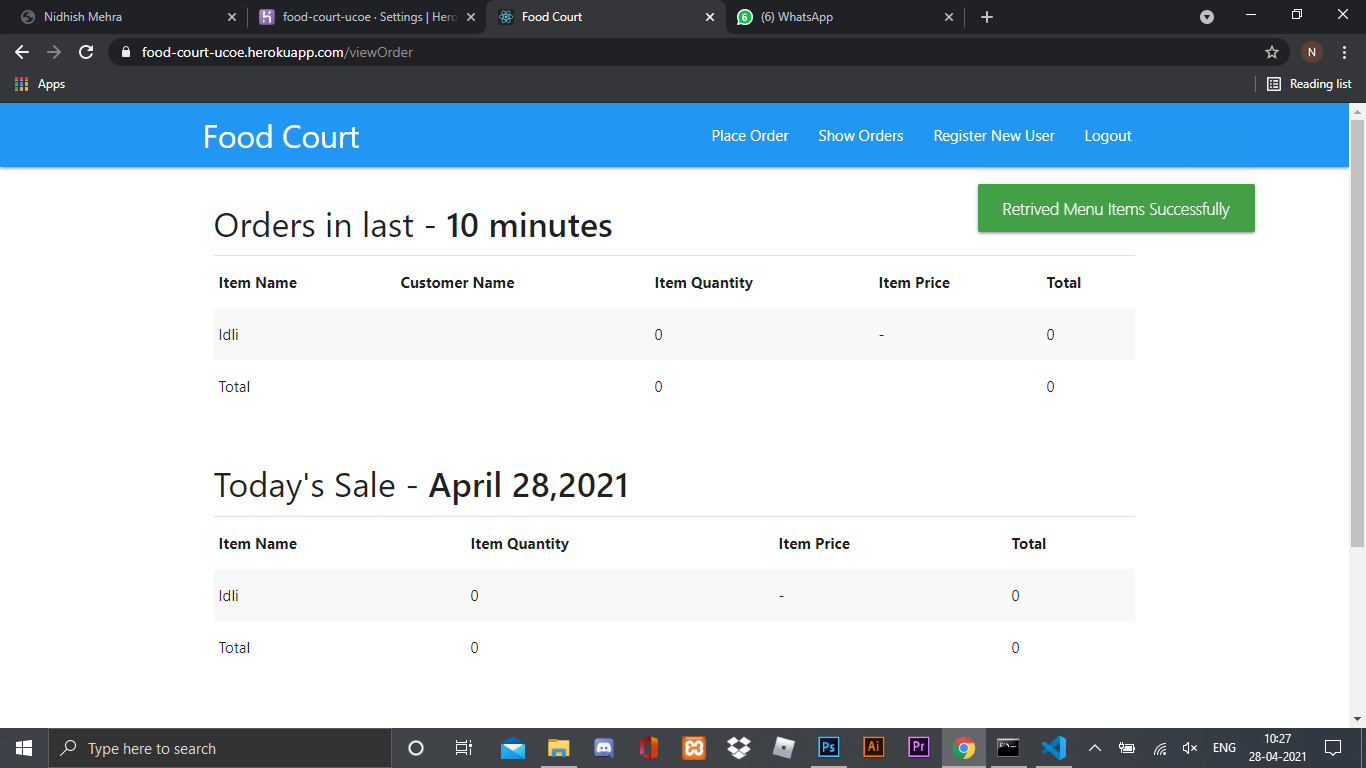 Nidhish Mehra
food-court-ucoe · Settings | Hero
Food Court
(6) WhatsApp
food-court-ucoe.herokuapp.com/viewOrder
N
Apps
Reading list
Food Court
Place Order
Show Orders
Register New User
Logout
Retrived Menu Items Successfully
Orders in last - 10 minutes
Item Name Customer Name Item Quantity Item Price Total
Idli 0 - 0
Total 0 0
Today's Sale - April 28,2021
Item Name Item Quantity Item Price Total
Idli 0 - 0
Total 0 0
Type here to search
Ps
Ai
Pr
ENG
10:27
28-04-2021